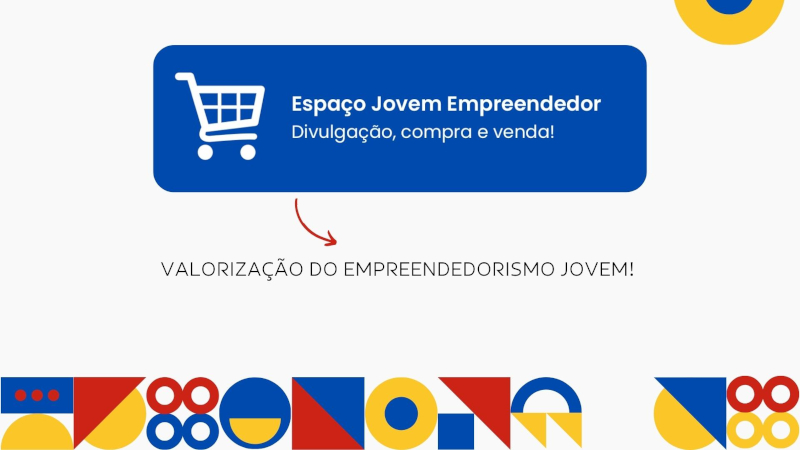 Espaço Jovem Empreendedor
Divulgação, compra e venda!
VALORIZAÇÃO DO EMPREENDEDORISMO JOVEM!